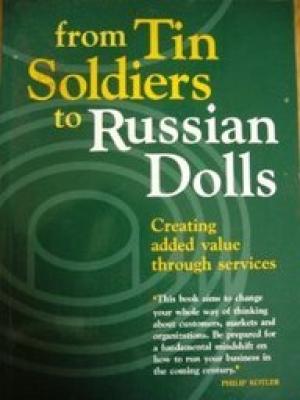 from Tin
Soldiers
to Russian
Dolls
Creating
added value
through services
"This book aims to change
your whole way of thinking
about customers, markets and
organizations. Be prepared for
a fundamental mindshift on
how to run your business in
the coming century."
PHILIP KOTLER